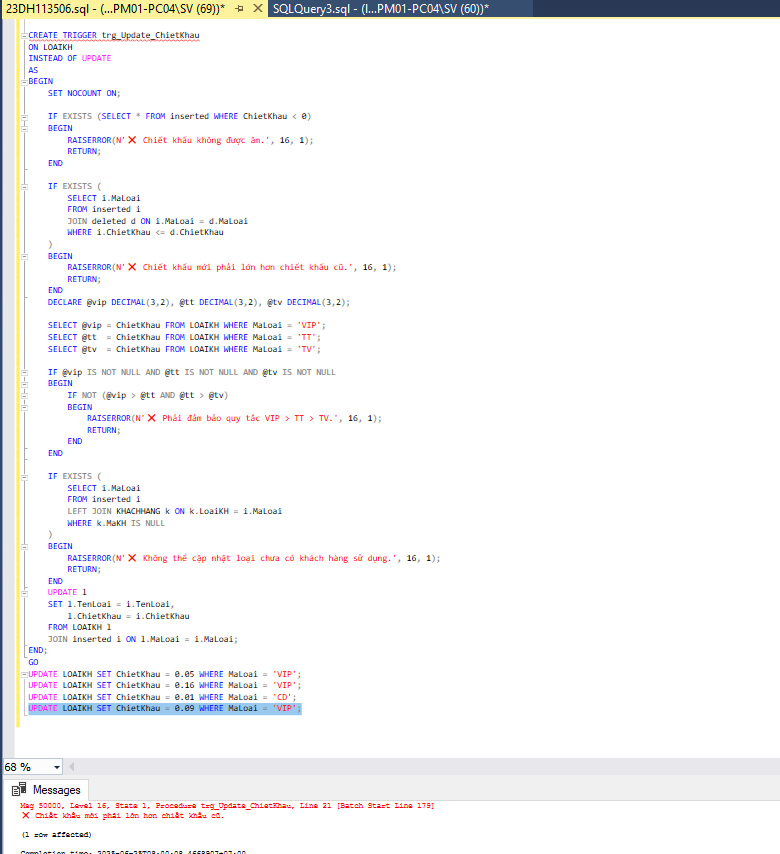 23DH113506.sql - (...PM01-PC04\SV (69))*
SQLQuery3.sql - (l...PM01-PC04\SV (60))*
CREATE TRIGGER trg_Update_ChietKhau
ON LOAIKH
INSTEAD OF UPDATE
AS
BEGIN
SET NOCOUNT ON;
IF EXISTS (SELECT * FROM inserted WHERE ChietKhau < 0)
BEGIN
RAISERROR(N'❌ Chiết khấu không được âm.', 16, 1);
RETURN;
END
IF EXISTS (
SELECT i.MaLoai
FROM inserted i
JOIN deleted d ON i.MaLoai = d.MaLoai
WHERE i.ChietKhau <= d.ChietKhau
)
BEGIN
RAISERROR(N'❌ Chiết khấu mới phải lớn hơn chiết khấu cũ.', 16, 1);
RETURN;
END
DECLARE @vip DECIMAL(3,2), @tt DECIMAL(3,2), @tv DECIMAL(3,2);
SELECT @vip = ChietKhau FROM LOAIKH WHERE MaLoai = 'VIP';
SELECT @tt  = ChietKhau FROM LOAIKH WHERE MaLoai = 'TT';
SELECT @tv  = ChietKhau FROM LOAIKH WHERE MaLoai = 'TV';
IF @vip IS NOT NULL AND @tt IS NOT NULL AND @tv IS NOT NULL
BEGIN
IF NOT (@vip > @tt AND @tt > @tv)
BEGIN
RAISERROR(N'❌ Phải đảm bảo quy tắc VIP > TT > TV.', 16, 1);
RETURN;
END
END
IF EXISTS (
SELECT i.MaLoai
FROM inserted i
LEFT JOIN KHACHHANG k ON k.LoaiKH = i.MaLoai
WHERE k.MaKH IS NULL
)
BEGIN
RAISERROR(N'❌ Không thể cập nhật loại chưa có khách hàng sử dụng.', 16, 1);
RETURN;
END
UPDATE l
SET l.TenLoai = i.TenLoai,
l.ChietKhau = i.ChietKhau
FROM LOAIKH l
JOIN inserted i ON l.MaLoai = i.MaLoai;
END;
GO
UPDATE LOAIKH SET ChietKhau = 0.05 WHERE MaLoai = 'VIP';
UPDATE LOAIKH SET ChietKhau = 0.16 WHERE MaLoai = 'VIP';
UPDATE LOAIKH SET ChietKhau = 0.01 WHERE MaLoai = 'CD';
UPDATE LOAIKH SET ChietKhau = 0.09 WHERE MaLoai = 'VIP';
68 %
Messages
Msg 50000, Level 16, State 1, Procedure trg_Update_ChietKhau, Line 21 [Batch Start Line 179]
❌ Chiết khấu mới phải lớn hơn chiết khấu cũ.
(1 row affected)
Completion time: 2025-06-25T08:00:08.4668907+07:00